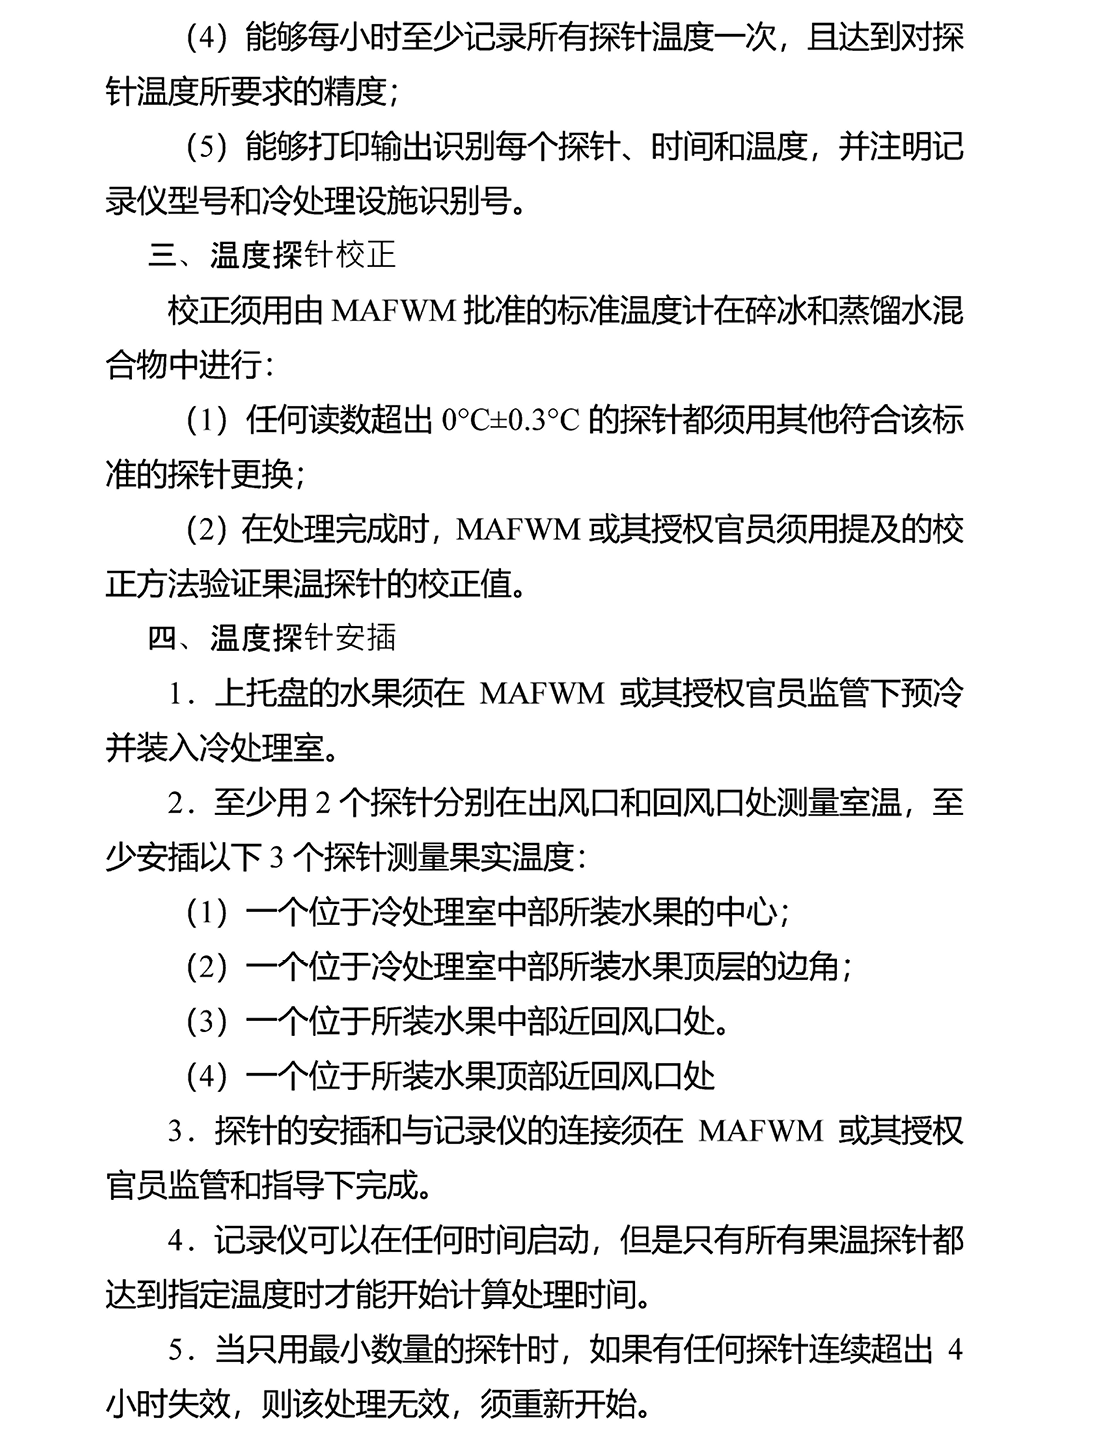 （4）能够每小时至少记录所有探针温度一次，且达到对探
针温度所要求的精度；
（5）能够打印输出识别每个探针、时间和温度，并注明记
录仪型号和冷处理设施识别号。
三、温度探针校正
校正须用由 MAFWM 批准的标准温度计在碎冰和蒸馏水混
合物中进行：
（1）任何读数超出 0°C±0.3°C 的探针都须用其他符合该标
准的探针更换；
（2）在处理完成时，MAFWM 或其授权官员须用提及的校
正方法验证果温探针的校正值。
四、温度探针安插
1．上托盘的水果须在 MAFWM 或其授权官员监管下预冷
并装入冷处理室。
2．至少用 2 个探针分别在出风口和回风口处测量室温，至
少安插以下 3 个探针测量果实温度：
（1）一个位于冷处理室中部所装水果的中心；
（2）一个位于冷处理室中部所装水果顶层的边角；
（3）一个位于所装水果中部近回风口处。
（4）一个位于所装水果顶部近回风口处
3．探针的安插和与记录仪的连接须在 MAFWM 或其授权
官员监管和指导下完成。
4．记录仪可以在任何时间启动，但是只有所有果温探针都
达到指定温度时才能开始计算处理时间。
5．当只用最小数量的探针时，如果有任何探针连续超出 4
小时失效，则该处理无效，须重新开始。